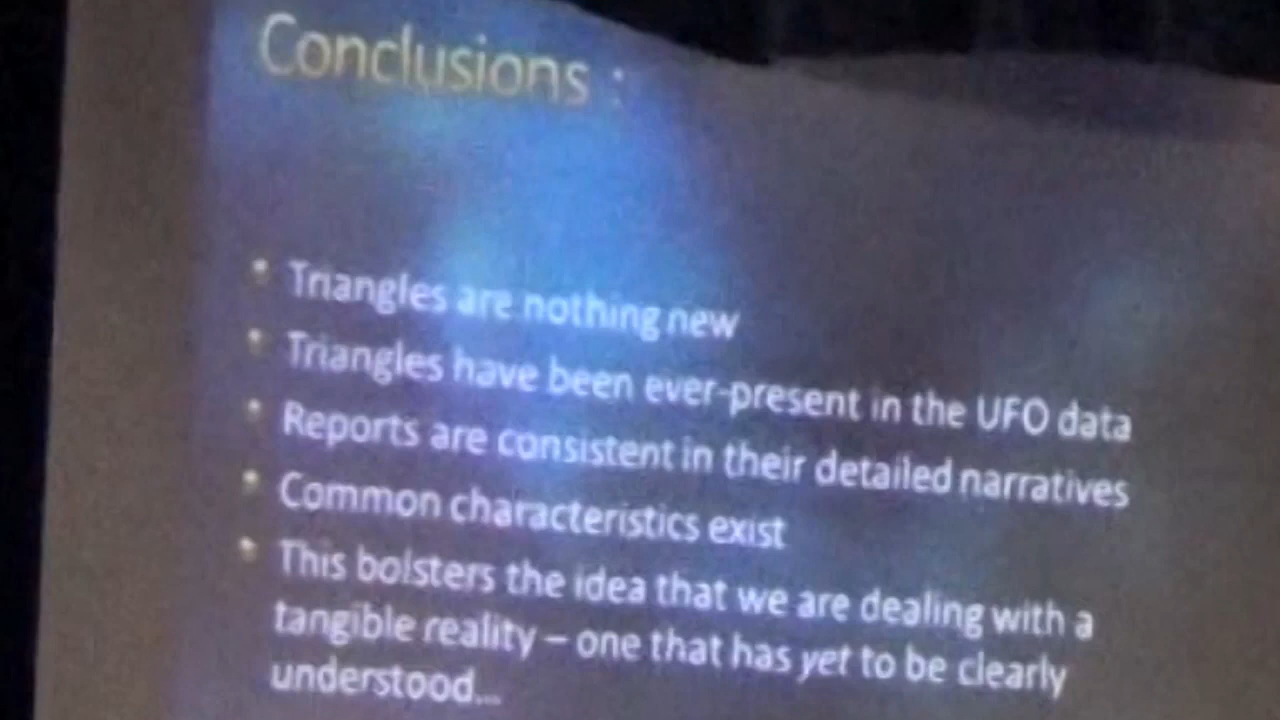 Conclusions :
Triangles are nothing new
Triangles have been ever-present in the UFO data
Reports are consistent in their detailed narratives
Common characteristics exist
This bolsters the idea that we are dealing with a
tangible reality – one that has yet to be clearly
understood...